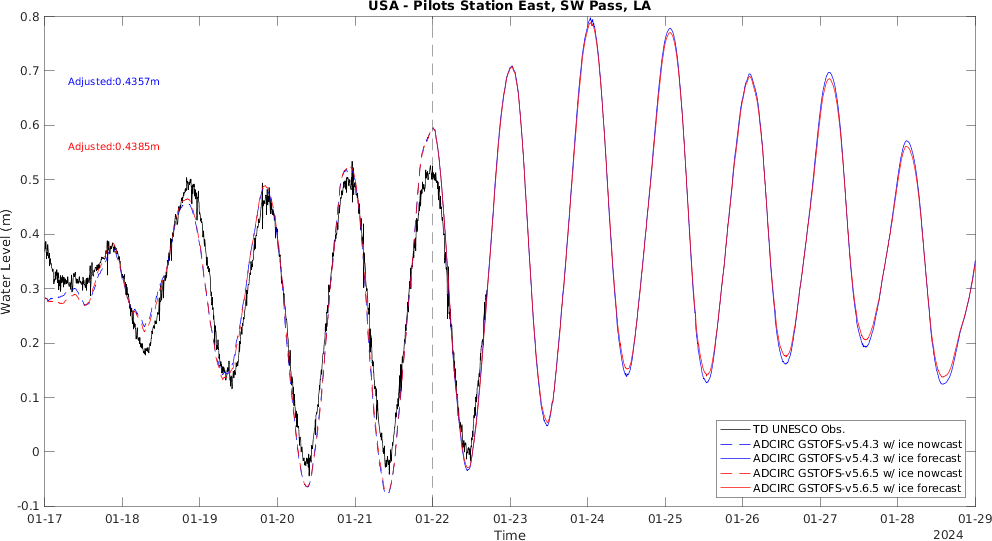 USA - Pilots Station East, SW Pass, LA
0.8
0.7
0.6
0.5
0.4
0.3
0.2
0.1
0
-0.1
Water Level (m)
Adjusted:0.4357m
Adjusted:0.4385m
TD UNESCO Obs.
ADCIRC GSTOFS-v5.4.3 w/ ice nowcast
ADCIRC GSTOFS-v5.4.3 w/ ice forecast
ADCIRC GSTOFS-v5.6.5 w/ ice nowcast
ADCIRC GSTOFS-v5.6.5 w/ ice forecast
01-17 01-18 01-19 01-20 01-21 01-22 01-23 01-24 01-25 01-26 01-27 01-28 01-29
Time
2024